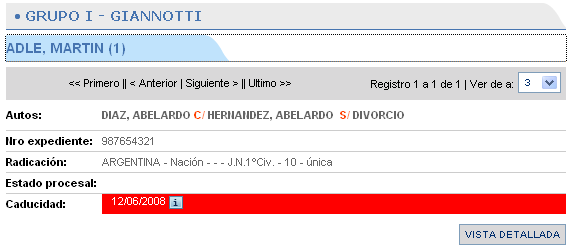 • GRUPO I - GIANNOTTI
ADLE, MARTIN (1)
<< Primero || < Anterior | Siguiente > || Ultimo >> Registro 1 a 1 de 1 | Ver de a: 3
Autos: DIAZ, ABELARDO C/ HERNANDEZ, ABELARDO S/ DIVORCIO
Nro expediente: 987654321
Radicación: ARGENTINA - Nación - - - J.N.1ºCiv. - 10 - única
Estado procesal:
Caducidad: 12/06/2008 i
VISTA DETALLADA